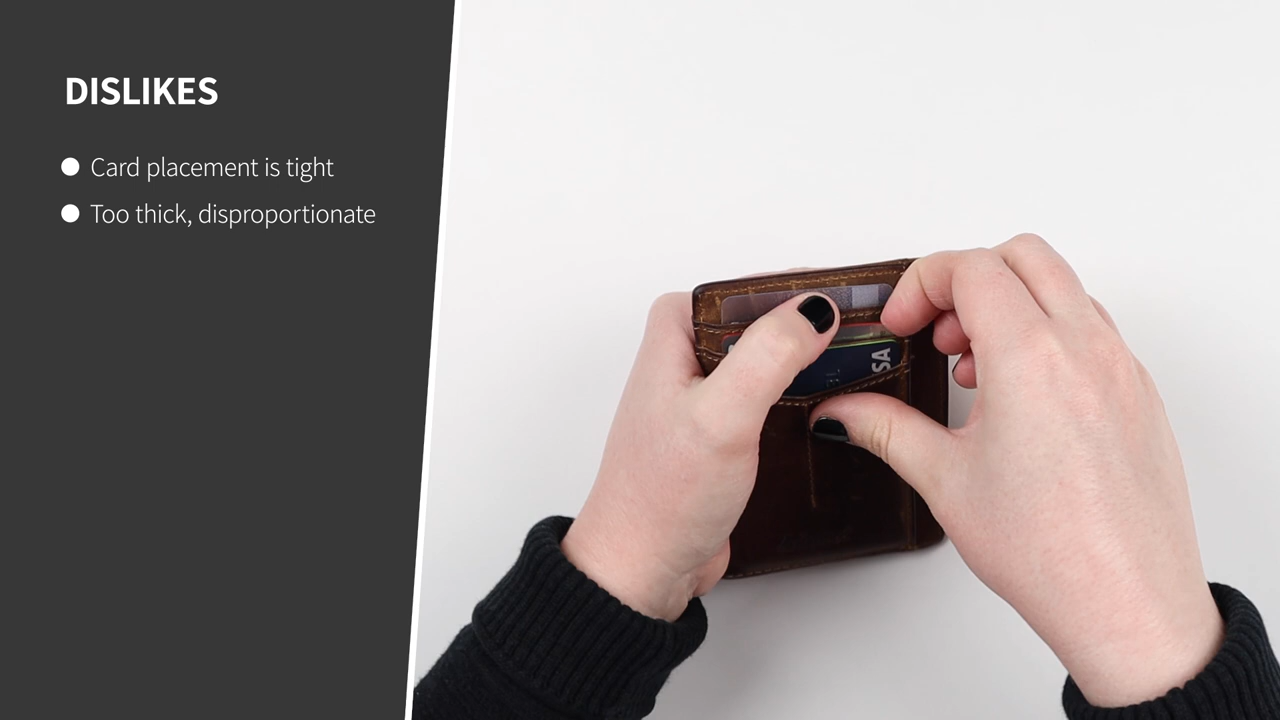 DISLIKES
Card placement is tight
Too thick, disproportionate